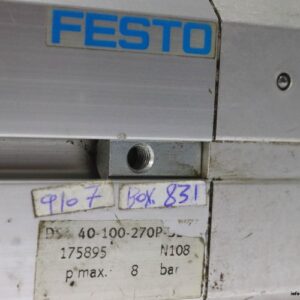 FESTO
9107 BOX. 831
40-100-270P-
175895 N108
p max. 8 bar